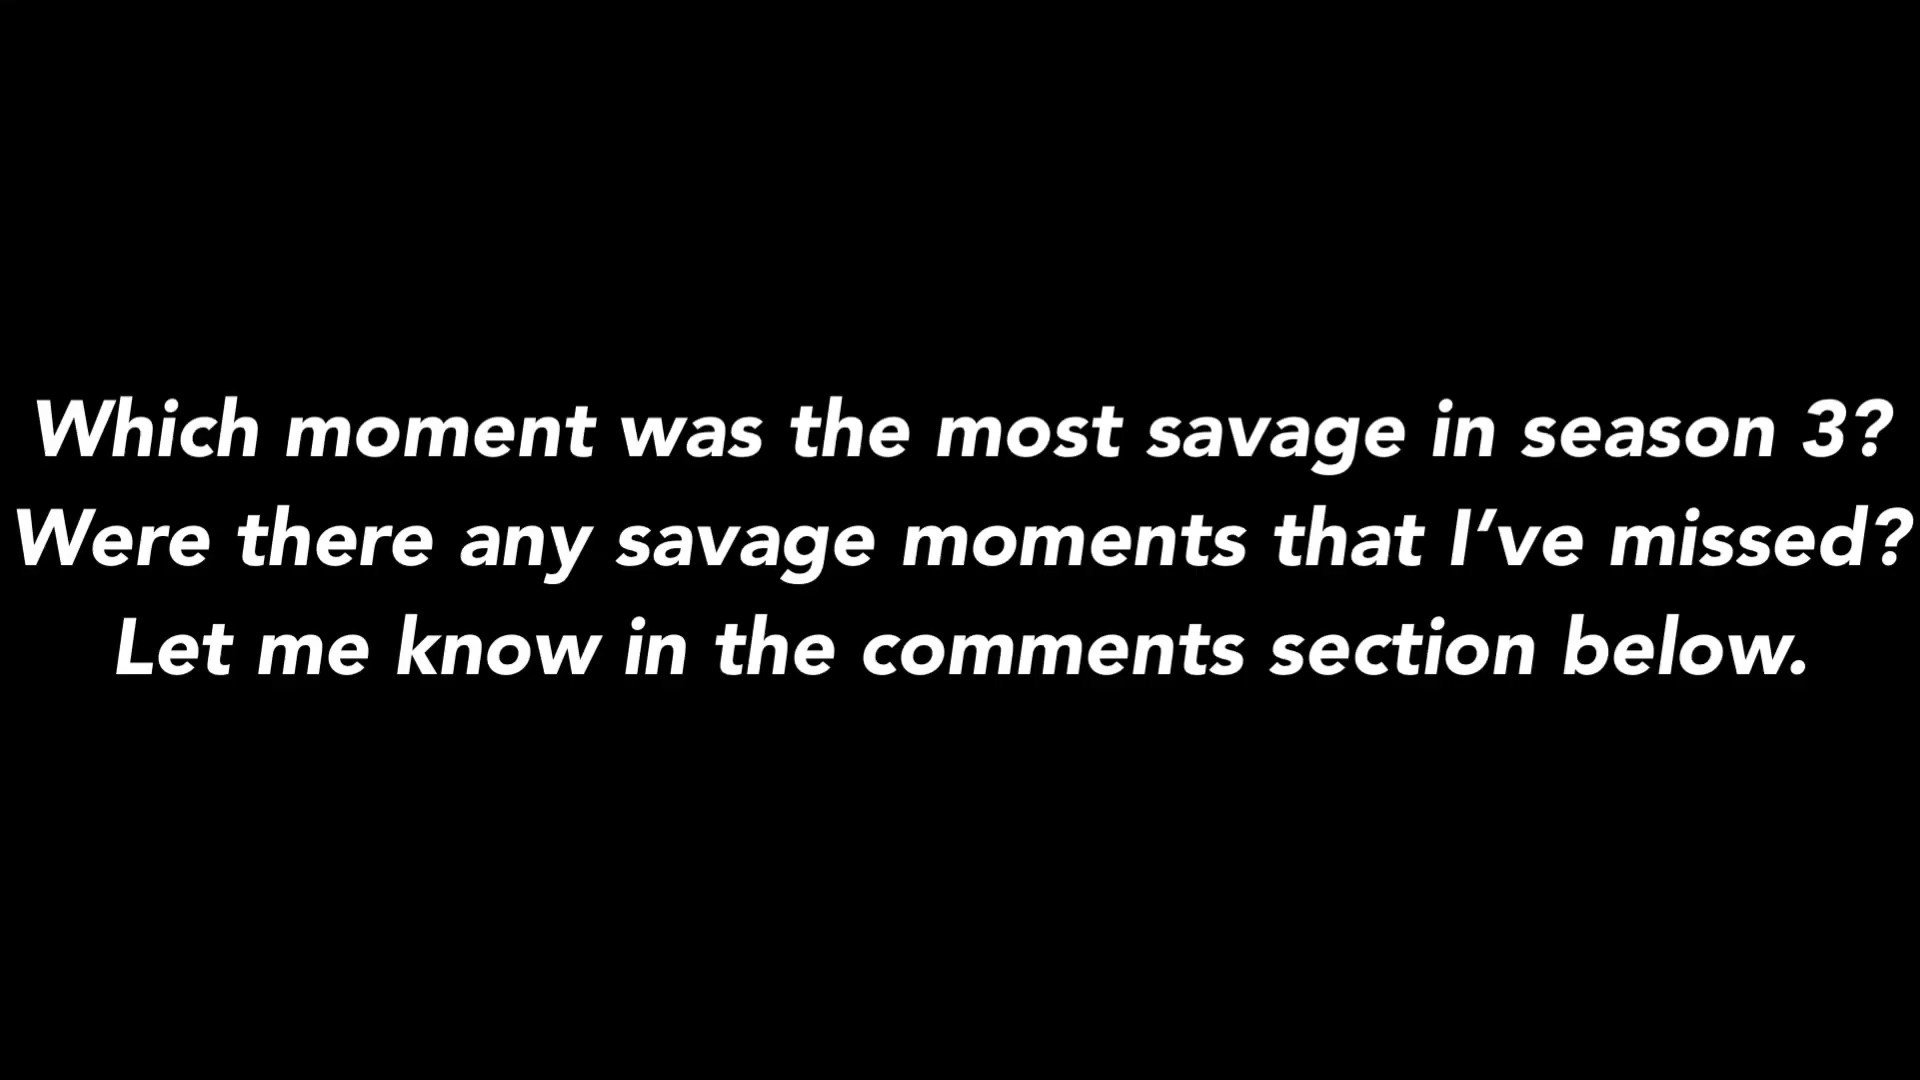 Which moment was the most savage in season 3?
Were there any savage moments that I’ve missed?
Let me know in the comments section below.